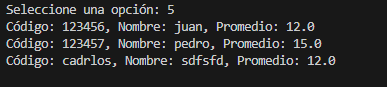 Seleccione una opción: 5
Código: 123456, Nombre: juan, Promedio: 12.0
Código: 123457, Nombre: pedro, Promedio: 15.0
Código: cadrlos, Nombre: sdfsfd, Promedio: 12.0